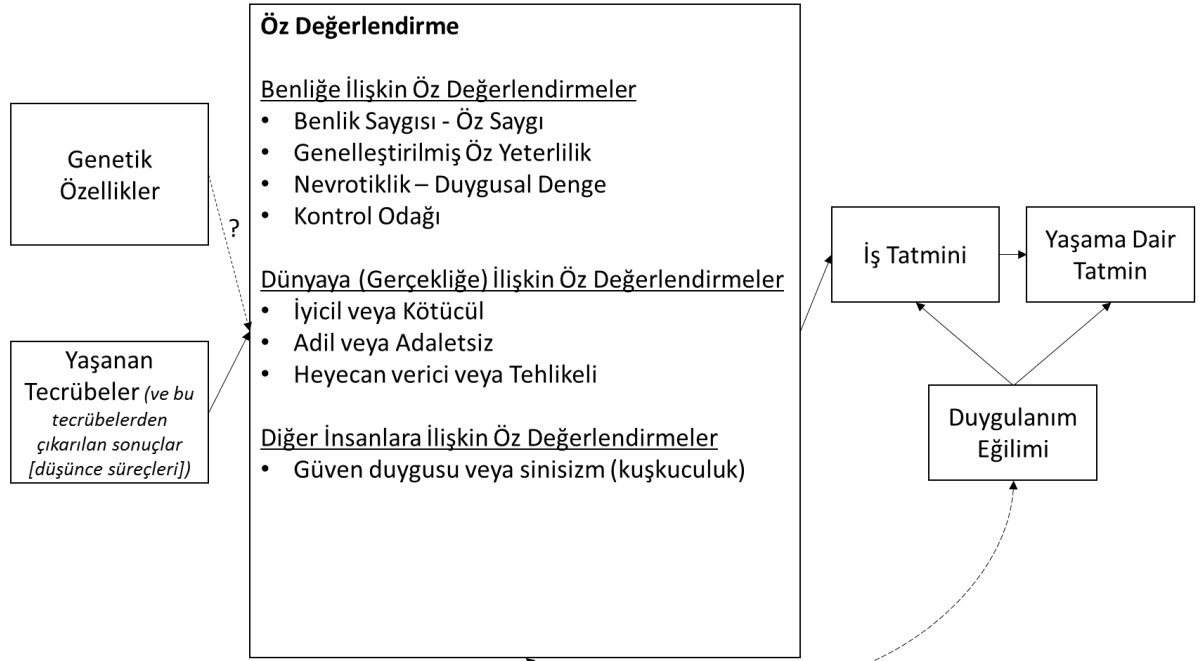 Öz Değerlendirme
Benliğe İlişkin Öz Değerlendirmeler
• Benlik Saygısı - Öz Saygı
• Genelleştirilmiş Öz Yeterlilik
• Nevrotiklik – Duygusal Denge
• Kontrol Odağı
Dünyaya (Gerçekliğe) İlişkin Öz Değerlendirmeler
• İyicil veya Kötücül
• Adil veya Adaletsiz
• Heyecan verici veya Tehlikeli
Diğer İnsanlara İlişkin Öz Değerlendirmeler
• Güven duygusu veya sinisizm (kuşkuculuk)
Genetik
Özellikler
?
Yaşanan
Tecrübeler (ve bu
tecrübelerden
çıkarılan sonuçlar
[düşünce süreçleri])
İş Tatmini
Yaşama Dair
Tatmin
Duygulanım
Eğilimi